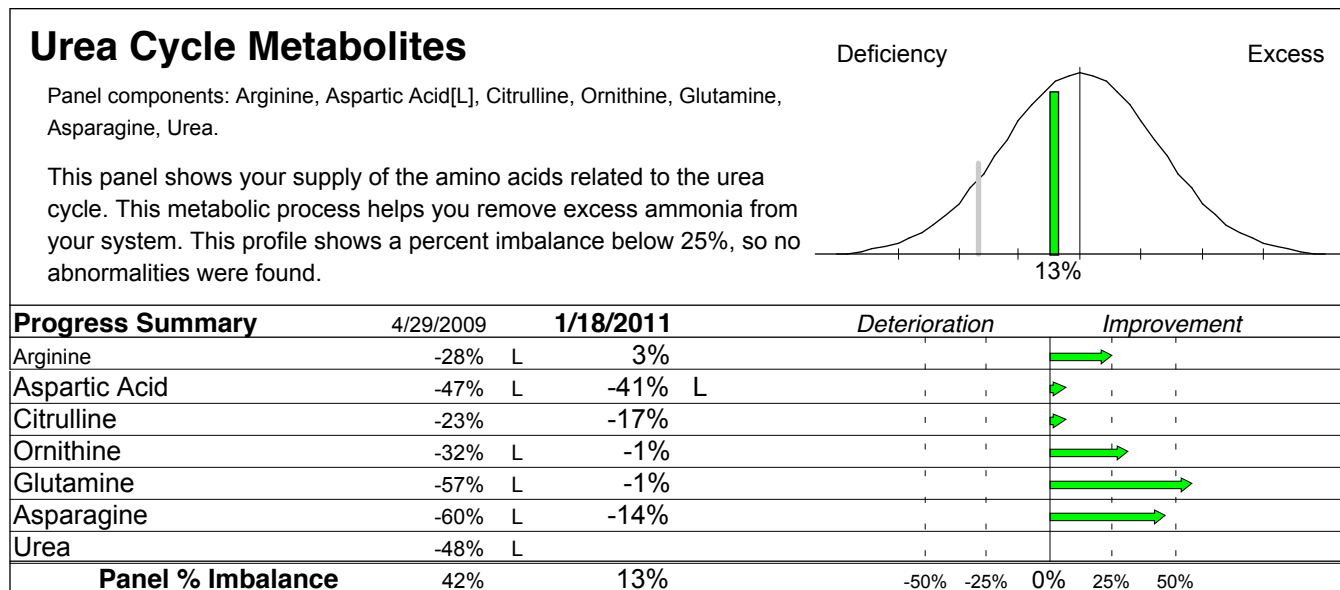 Urea Cycle Metabolites
Deficiency Excess
Panel components: Arginine, Aspartic Acid[L], Citrulline, Ornithine, Glutamine,
Asparagine, Urea.
This panel shows your supply of the amino acids related to the urea
cycle. This metabolic process helps you remove excess ammonia from
your system. This profile shows a percent imbalance below 25%, so no
abnormalities were found.
13%
Progress Summary 4/29/2009 1/18/2011 Deterioration Improvement
Arginine -28% L 3%
Aspartic Acid -47% L -41% L
Citrulline -23% -17%
Ornithine -32% L -1%
Glutamine -57% L -1%
Asparagine -60% L -14%
Urea -48% L
Panel % Imbalance 42% 13% -50% -25% 0% 25% 50%